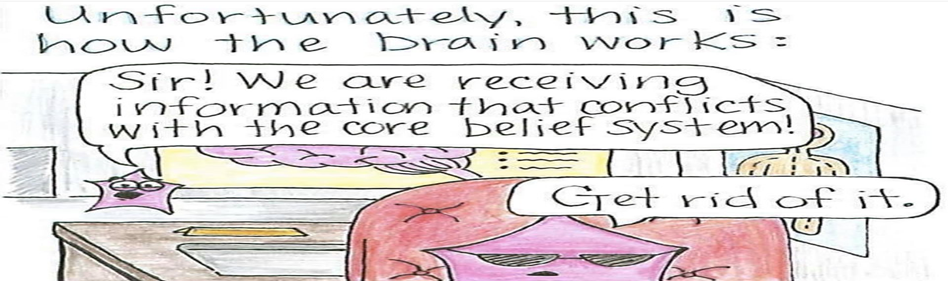 Unfortunately, this is
how the brain works:
Sir! We are receiving
information that conflicts
with the core belief system!
Get rid of it.